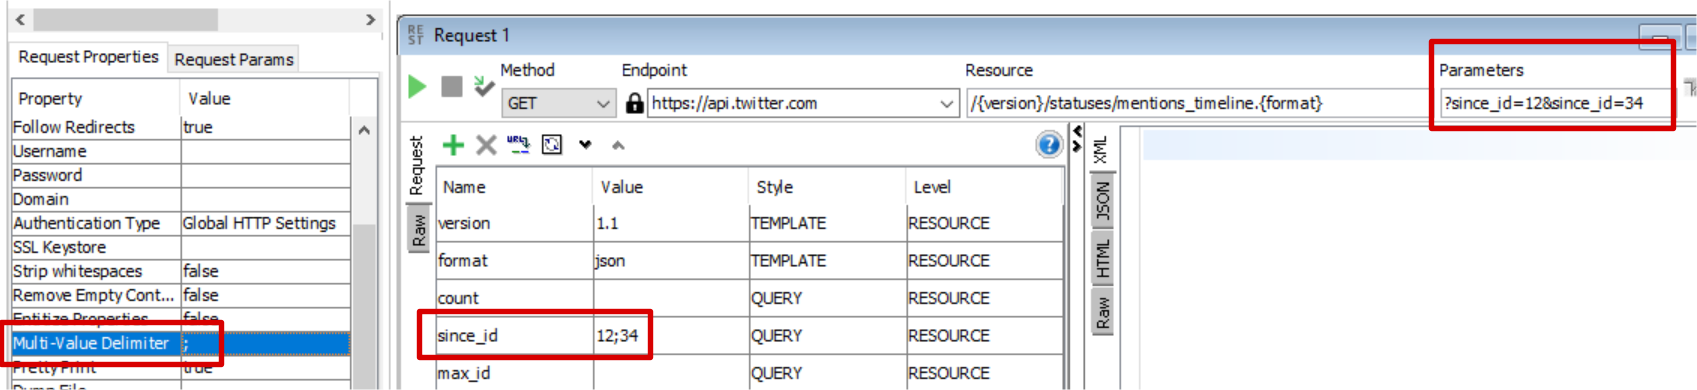 Request Properties
Request Params
Property Value
Follow Redirects true
Username
Password
Domain
Authentication Type Global HTTP Settings
SSL Keystore
Strip whitespaces false
Remove Empty Cont... false
Entitize Properties false
Multi-Value Delimiter ;
Pretty Print true
Dump File
REST
Request 1
Method Endpoint Resource Parameters
GET https://api.twitter.com /{version}/statuses/mentions_timeline.{format} ?since_id=12&since_id=34
Request
Raw
URL
?
Name Value Style Level
version 1.1 TEMPLATE RESOURCE
format json TEMPLATE RESOURCE
count QUERY RESOURCE
since_id 12;34 QUERY RESOURCE
max_id QUERY RESOURCE
XML
JSON
HTML
Raw